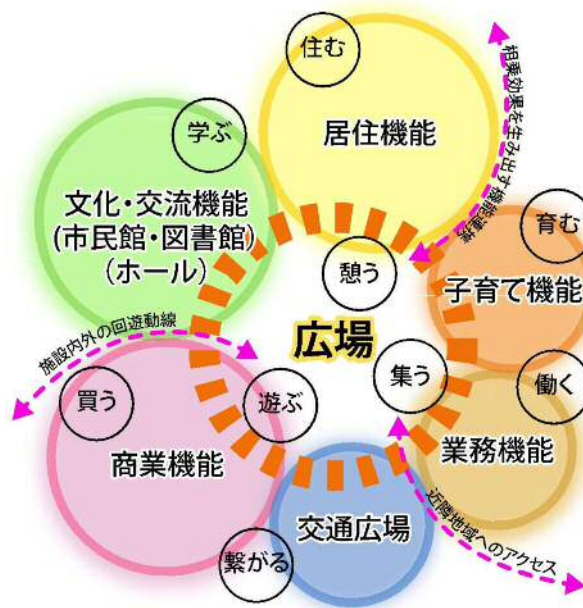 住む
居住機能
相乗効果を生み出す機能連携
学ぶ
文化・交流機能
(市民館・図書館)
(ホール)
育む
子育て機能
憩う
広場
集う
遊ぶ
施設内外の回遊動線
買う
商業機能
働く
業務機能
交通広場
繋がる
近隣地域へのアクセス